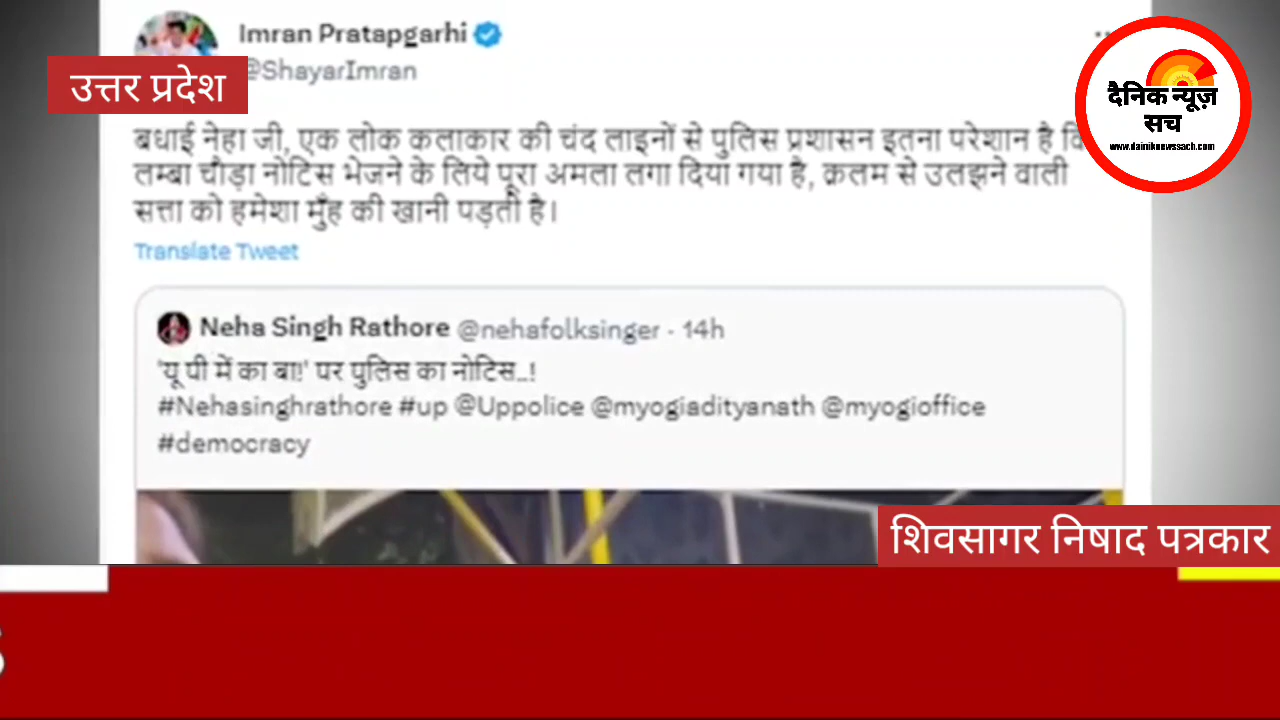 Imran Pratapgarhi
@ShayarImran
उत्तर प्रदेश
दैनिक न्यूज़
सच
www.dainiknewssach.com
बधाई नेहा जी, एक लोक कलाकार की चंद लाइनों से पुलिस प्रशासन इतना परेशान है
लम्बा चौड़ा नोटिस भेजने के लिये पूरा अमला लगा दिया गया है, क़लम से उलझने वाली
सत्ता को हमेशा मुँह की खानी पड़ती है।
Translate Tweet
Neha Singh Rathore @nehafolksinger · 14h
'यू पी में का बा!' पर पुलिस का नोटिस..!
#Nehasinghrathore #up @Uppolice @myogiadityanath @myogioffice
#democracy
शिवसागर निषाद पत्रकार